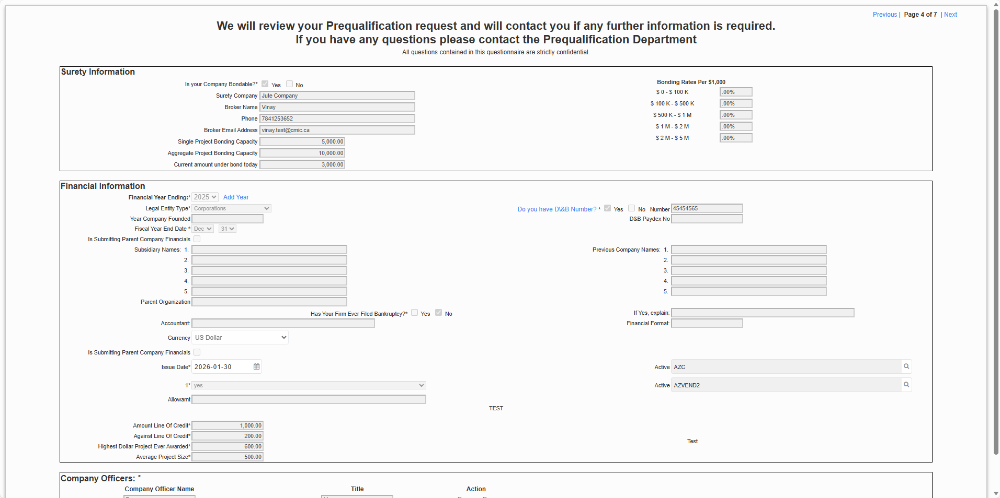 Previous | Page 4 of 7 | Next
We will review your Prequalification request and will contact you if any further information is required.
If you have any questions please contact the Prequalification Department
All questions contained in this questionnaire are strictly confidential.
Surety Information
Is your Company Bondable?* Yes No
Surety Company Jute Company
Broker Name Vinay
Phone 7841253652
Broker Email Address vinay.test@cmic.ca
Single Project Bonding Capacity 5,000.00
Aggregate Project Bonding Capacity 10,000.00
Current amount under bond today 3,000.00
Bonding Rates Per $1,000
$ 0 - $ 100 K .00%
$ 100 K - $ 500 K .00%
$ 500 K - $ 1 M .00%
$ 1 M - $ 2 M .00%
$ 2 M - $ 5 M .00%
Financial Information
Financial Year Ending:* 2025 Add Year
Legal Entity Type* Corporations
Do you have D\&B Number? * Yes No Number 45454565
Year Company Founded
D&B Paydex No
Fiscal Year End Date * Dec 31
Is Submitting Parent Company Financials
Subsidiary Names: 1.
2.
3.
4.
5.
Previous Company Names: 1.
2.
3.
4.
5.
Parent Organization
Has Your Firm Ever Filed Bankruptcy?* Yes No
If Yes, explain:
Accountant:
Financial Format:
Currency US Dollar
Is Submitting Parent Company Financials
Issue Date* 2026-01-30
Active AZC
1* yes
Active AZVEND2
Allowamt
TEST
Amount Line Of Credit* 1,000.00
Against Line Of Credit* 200.00
Test
Highest Dollar Project Ever Awarded* 600.00
Average Project Size* 500.00
Company Officers: *
Company Officer Name Title Action